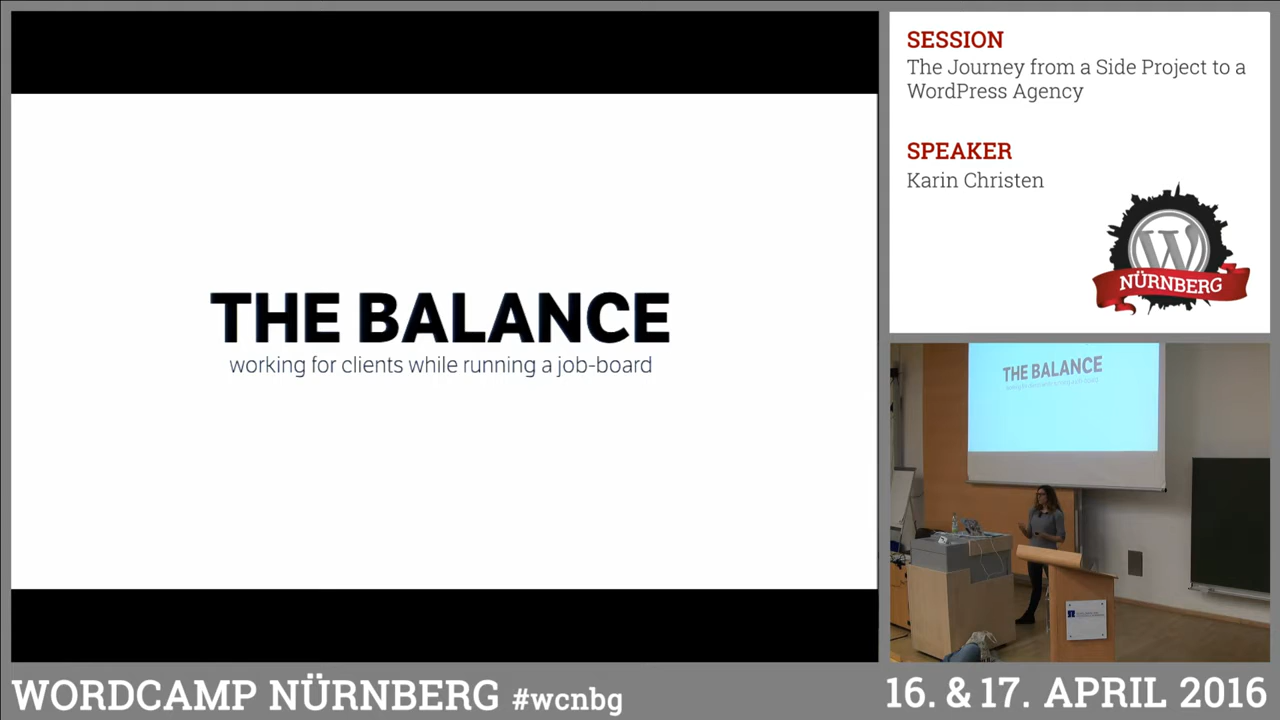 THE BALANCE
working for clients while running a job-board
SESSION
The Journey from a Side Project to a
WordPress Agency
SPEAKER
Karin Christen
W
NÜRNBERG
THE BALANCE
WORDCAMP NÜRNBERG #wcnbg
16. & 17. APRIL 2016